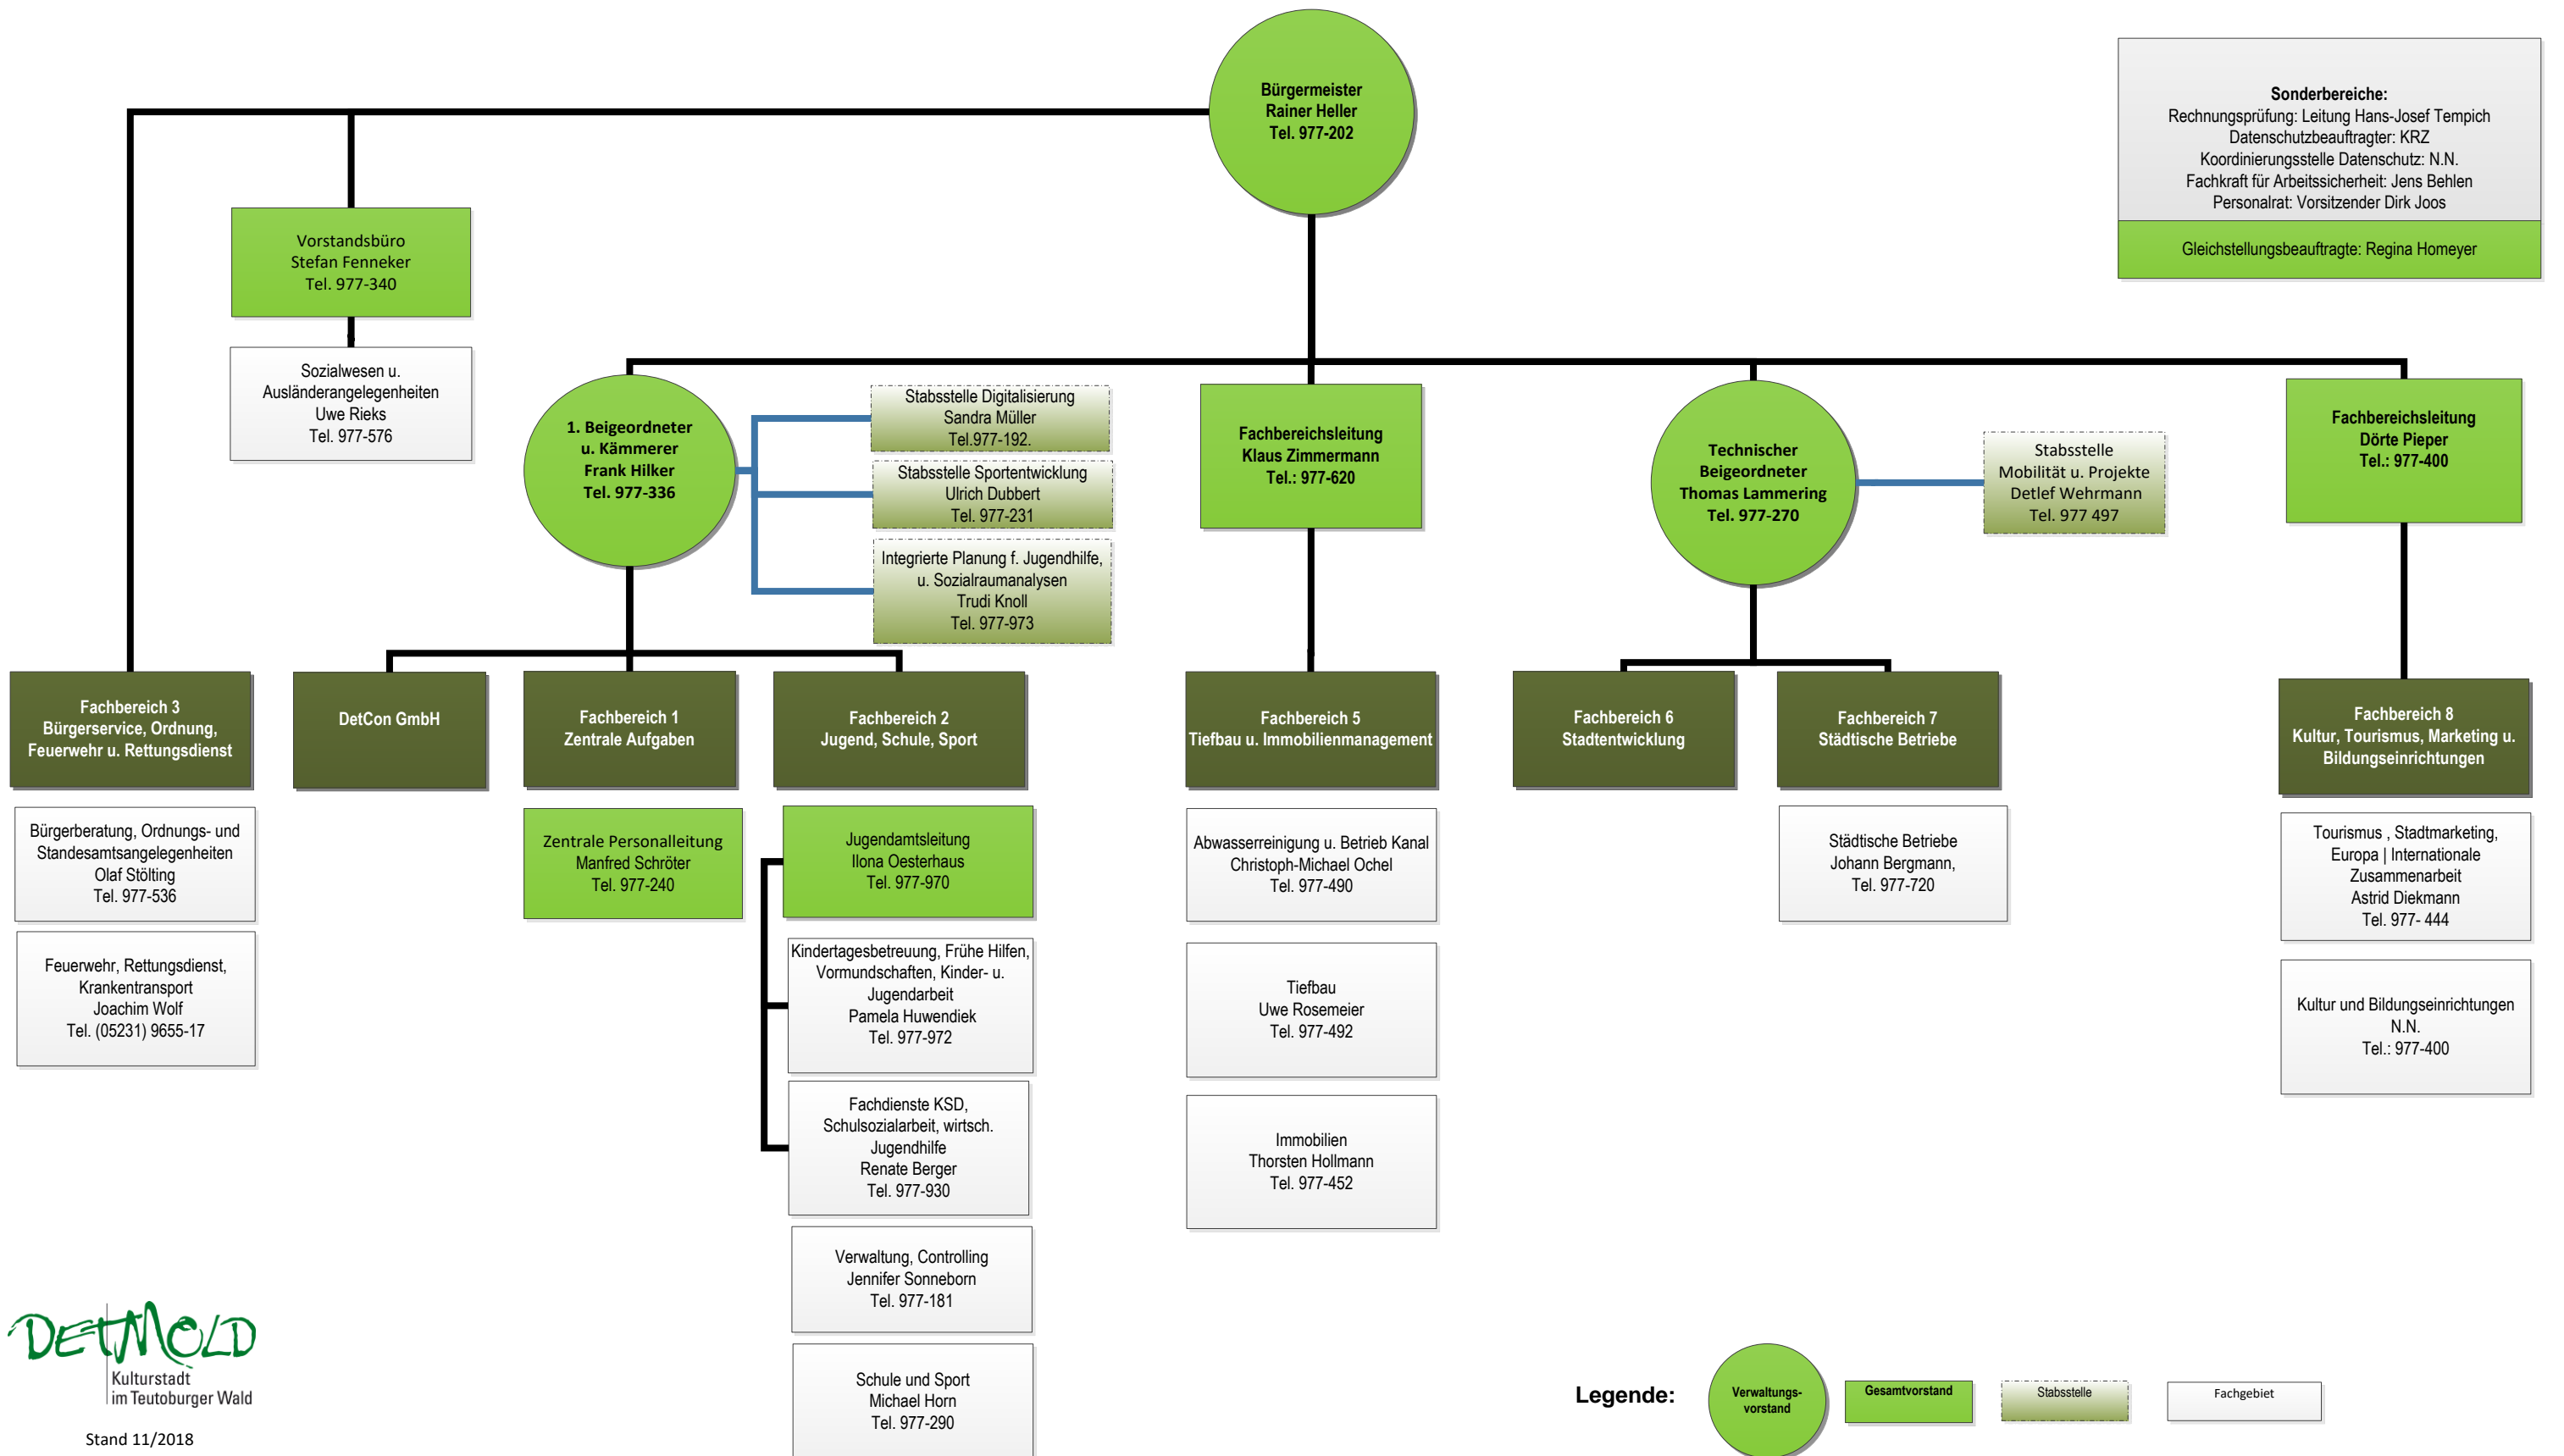 Bürgermeister
Rainer Heller
Tel. 977-202
Sonderbereiche:
Rechnungsprüfung: Leitung Hans-Josef Tempich
Datenschutzbeauftragter: KRZ
Koordinierungsstelle Datenschutz: N.N.
Fachkraft für Arbeitssicherheit: Jens Behlen
Personalrat: Vorsitzender Dirk Joos
Gleichstellungsbeauftragte: Regina Homeyer
Vorstandsbüro
Stefan Fenneker
Tel. 977-340
Sozialwesen u.
Ausländerangelegenheiten
Uwe Rieks
Tel. 977-576
1. Beigeordneter
u. Kämmerer
Frank Hilker
Tel. 977-336
Stabsstelle Digitalisierung
Sandra Müller
Tel.977-192.
Stabsstelle Sportentwicklung
Ulrich Dubbert
Tel. 977-231
Integrierte Planung f. Jugendhilfe,
u. Sozialraumanalysen
Trudi Knoll
Tel. 977-973
Fachbereichsleitung
Klaus Zimmermann
Tel.: 977-620
Technischer
Beigeordneter
Thomas Lammering
Tel. 977-270
Stabsstelle
Mobilität u. Projekte
Detlef Wehrmann
Tel. 977 497
Fachbereichsleitung
Dörte Pieper
Tel.: 977-400
Fachbereich 3
Bürgerservice, Ordnung,
Feuerwehr u. Rettungsdienst
DetCon GmbH
Fachbereich 1
Zentrale Aufgaben
Fachbereich 2
Jugend, Schule, Sport
Fachbereich 5
Tiefbau u. Immobilienmanagement
Fachbereich 6
Stadtentwicklung
Fachbereich 7
Städtische Betriebe
Fachbereich 8
Kultur, Tourismus, Marketing u.
Bildungseinrichtungen
Bürgerberatung, Ordnungs- und
Standesamtsangelegenheiten
Olaf Stölting
Tel. 977-536
Feuerwehr, Rettungsdienst,
Krankentransport
Joachim Wolf
Tel. (05231) 9655-17
Zentrale Personalleitung
Manfred Schröter
Tel. 977-240
Jugendamtsleitung
Ilona Oesterhaus
Tel. 977-970
Kindertagesbetreuung, Frühe Hilfen,
Vormundschaften, Kinder- u.
Jugendarbeit
Pamela Huwendiek
Tel. 977-972
Fachdienste KSD,
Schulsozialarbeit, wirtsch.
Jugendhilfe
Renate Berger
Tel. 977-930
Verwaltung, Controlling
Jennifer Sonneborn
Tel. 977-181
Schule und Sport
Michael Horn
Tel. 977-290
Abwasserreinigung u. Betrieb Kanal
Christoph-Michael Ochel
Tel. 977-490
Tiefbau
Uwe Rosemeier
Tel. 977-492
Immobilien
Thorsten Hollmann
Tel. 977-452
Städtische Betriebe
Johann Bergmann,
Tel. 977-720
Tourismus , Stadtmarketing,
Europa | Internationale
Zusammenarbeit
Astrid Diekmann
Tel. 977- 444
Kultur und Bildungseinrichtungen
N.N.
Tel.: 977-400
DETMOLD
Kulturstadt
im Teutoburger Wald
Stand 11/2018
Legende:
Verwaltungs-
vorstand
Gesamtvorstand
Stabsstelle
Fachgebiet